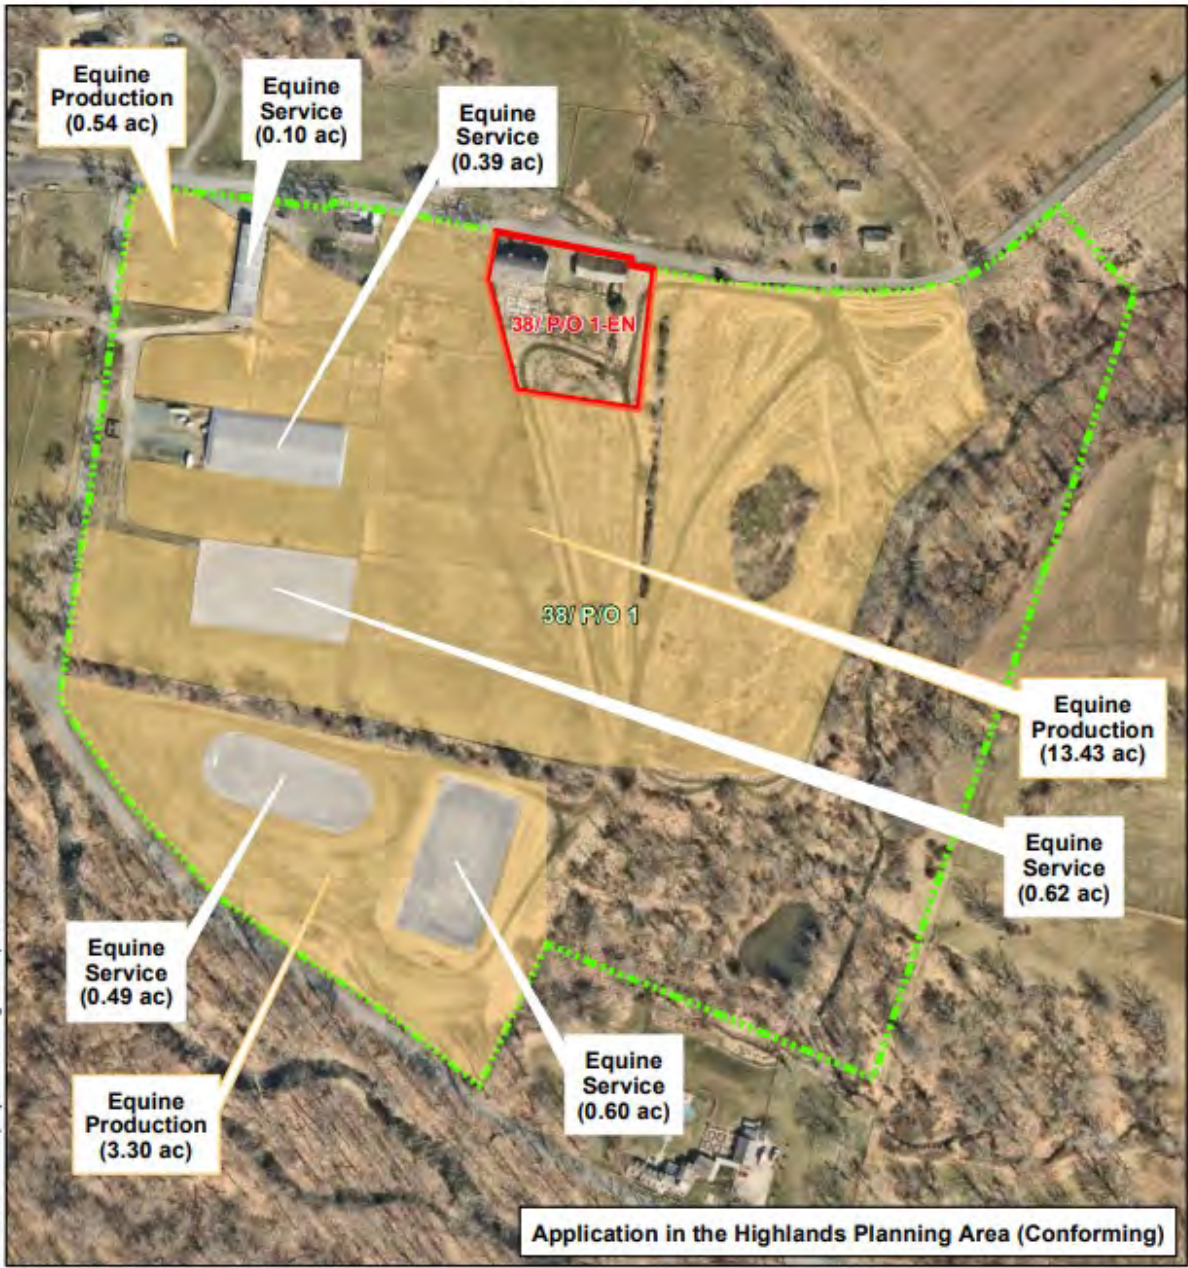 Equine
Production
(0.54 ac)
Equine
Service
(0.10 ac)
Equine
Service
(0.39 ac)
38/ P/O 1-EN
38/ P/O 1
Equine
Production
(13.43 ac)
Equine
Service
(0.62 ac)
Equine
Service
(0.49 ac)
Equine
Service
(0.60 ac)
Equine
Production
(3.30 ac)
Application in the Highlands Planning Area (Conforming)